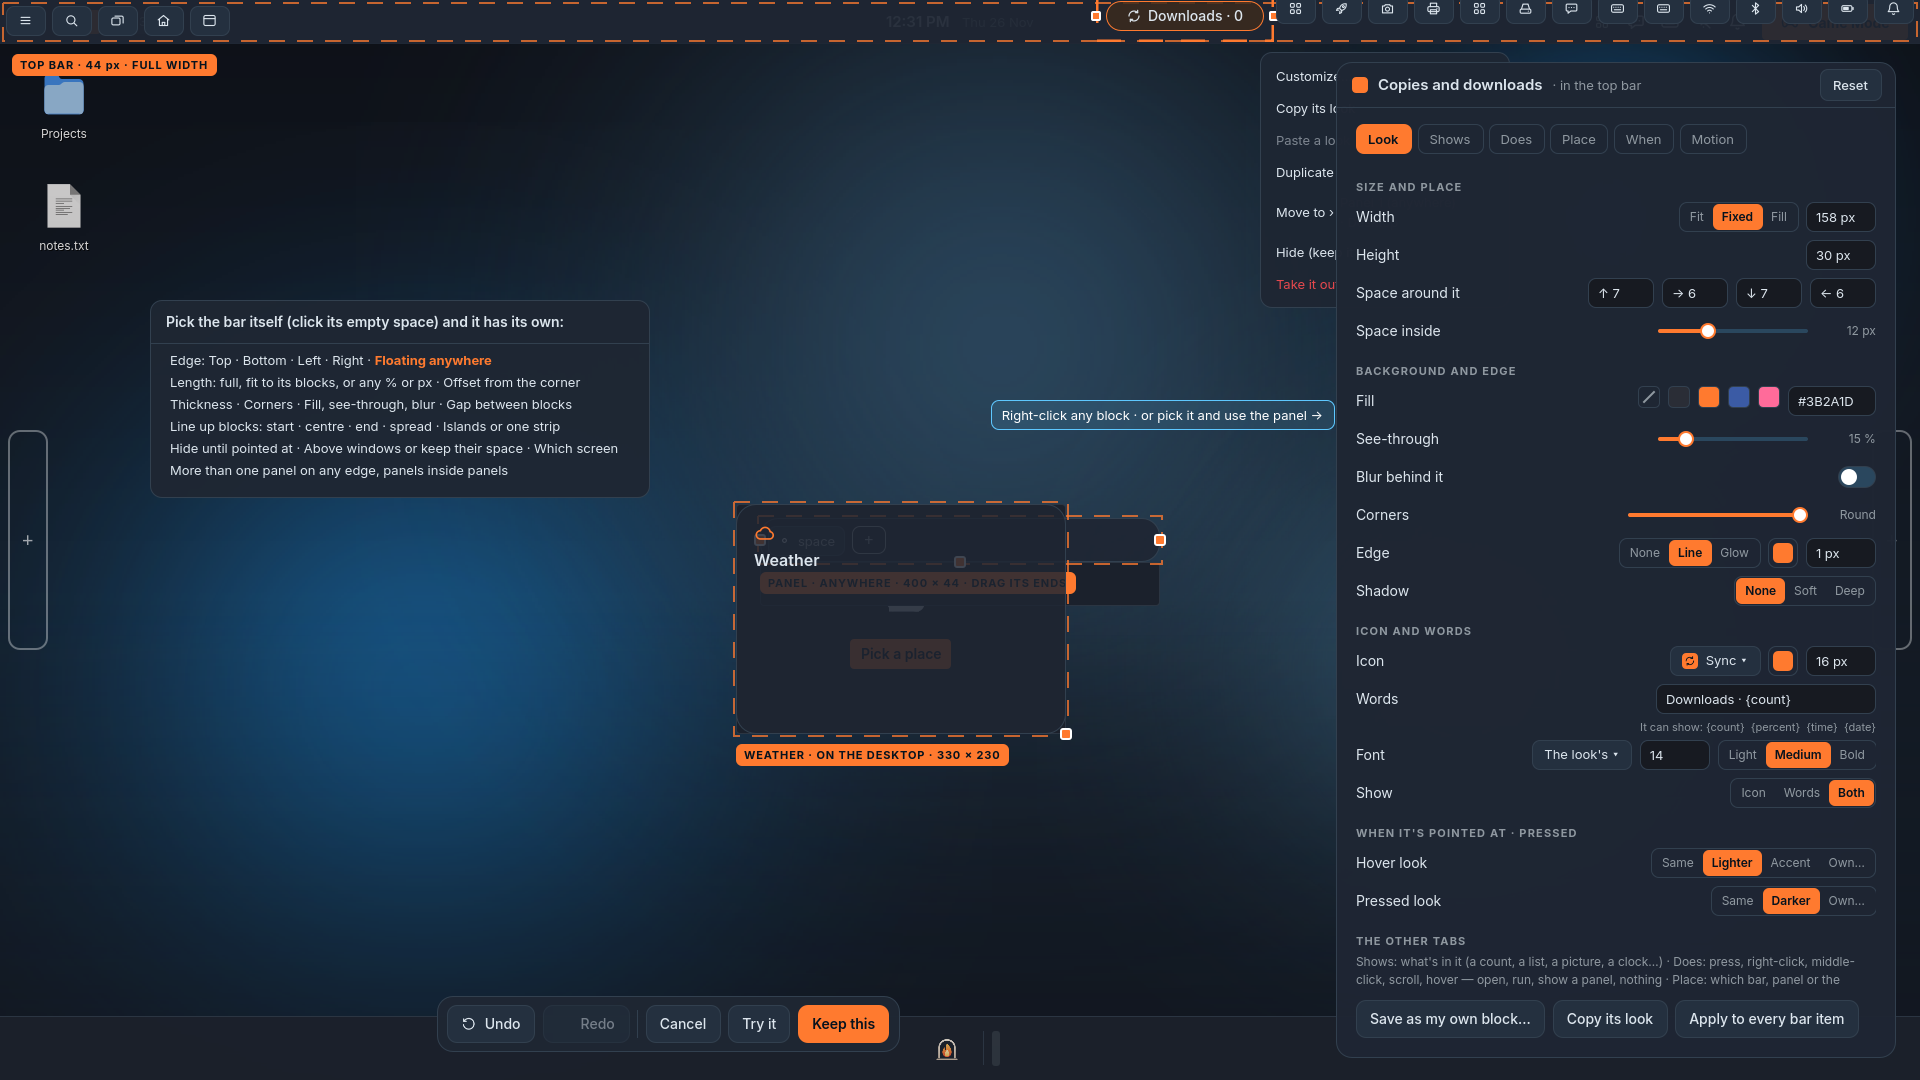 12:31 PM Thu 26 Nov
Downloads · 0
TOP BAR · 44 px · FULL WIDTH
Projects
notes.txt
Pick the bar itself (click its empty space) and it has its own:
Edge: Top · Bottom · Left · Right · Floating anywhere
Length: full, fit to its blocks, or any % or px · Offset from the corner
Thickness · Corners · Fill, see-through, blur · Gap between blocks
Line up blocks: start · centre · end · spread · Islands or one strip
Hide until pointed at · Above windows or keep their space · Which screen
More than one panel on any edge, panels inside panels
+
Customize
Copy its lo
Paste a lo
Duplicate
Move to ›
Hide (keep
Take it ou
Right-click any block · or pick it and use the panel →
space
+
Weather
PANEL · ANYWHERE · 400 × 44 · DRAG ITS ENDS
Pick a place
WEATHER · ON THE DESKTOP · 330 × 230
Undo
Redo
Cancel
Try it
Keep this
Copies and downloads · in the top bar
Reset
Look Shows Does Place When Motion
SIZE AND PLACE
Width Fit Fixed Fill 158 px
Height 30 px
Space around it ↑ 7 → 6 ↓ 7 ← 6
Space inside 12 px
BACKGROUND AND EDGE
Fill #3B2A1D
See-through 15 %
Blur behind it
Corners Round
Edge None Line Glow 1 px
Shadow None Soft Deep
ICON AND WORDS
Icon Sync ▾ 16 px
Words Downloads · {count}
It can show: {count} {percent} {time} {date}
Font The look's ▾ 14 Light Medium Bold
Show Icon Words Both
WHEN IT'S POINTED AT · PRESSED
Hover look Same Lighter Accent Own...
Pressed look Same Darker Own...
THE OTHER TABS
Shows: what's in it (a count, a list, a picture, a clock...) · Does: press, right-click, middle-
click, scroll, hover — open, run, show a panel, nothing · Place: which bar, panel or the
Save as my own block... Copy its look Apply to every bar item